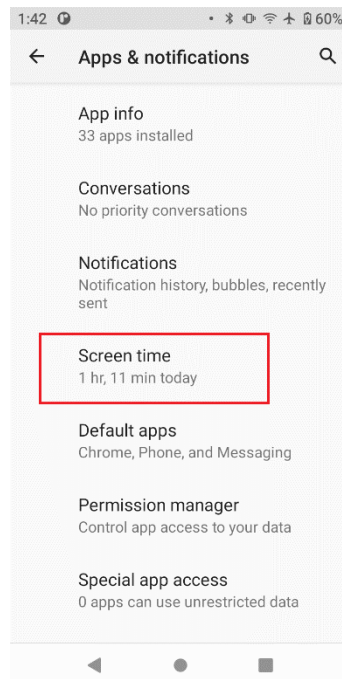 1:42 60%
Apps & notifications
App info
33 apps installed
Conversations
No priority conversations
Notifications
Notification history, bubbles, recently
sent
Screen time
1 hr, 11 min today
Default apps
Chrome, Phone, and Messaging
Permission manager
Control app access to your data
Special app access
0 apps can use unrestricted data